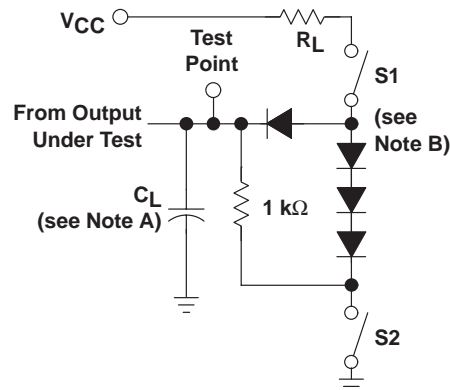 VCC
RL
Test
Point
S1
From Output
Under Test
(see
Note B)
CL
(see Note A)
1 kΩ
S2